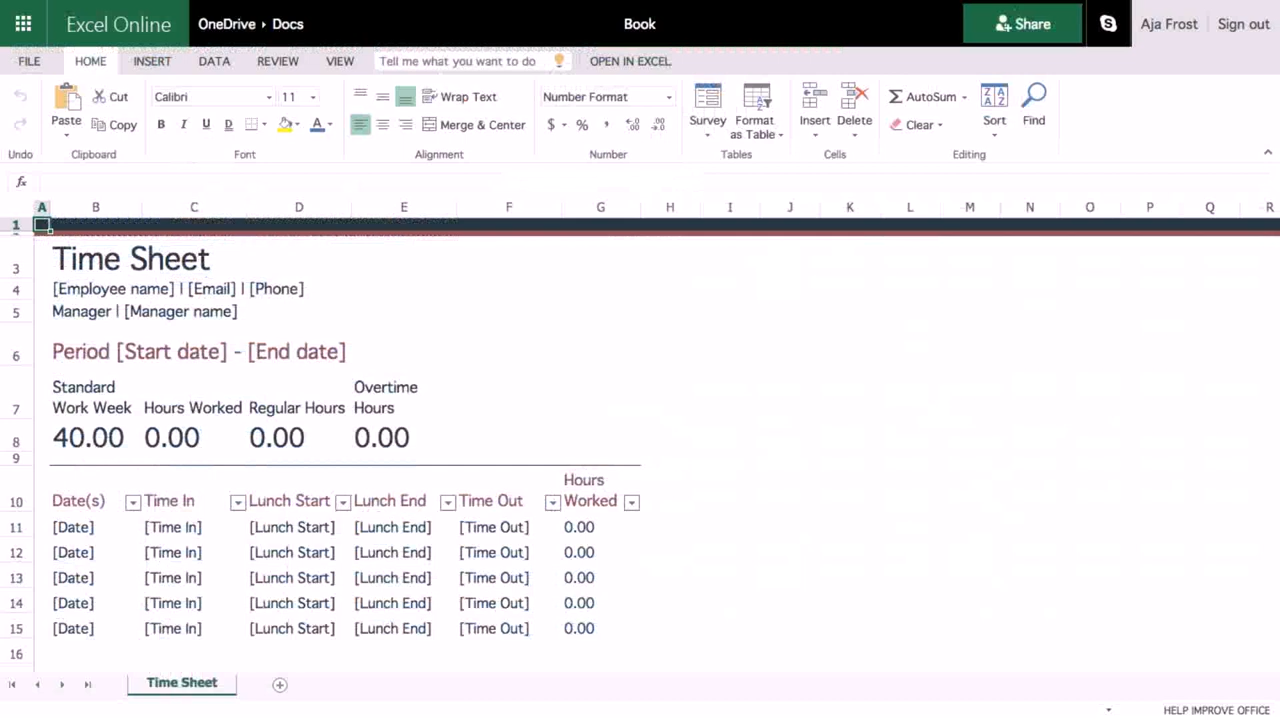 Excel Online OneDrive ▸ Docs Book Share Aja Frost Sign out
FILE HOME INSERT DATA REVIEW VIEW Tell me what you want to do OPEN IN EXCEL
Cut Calibri 11 Wrap Text Number Format AutoSum
Paste Copy B I U D A Merge & Center $ % , .00 .00 Survey Format as Table Insert Delete Clear Sort Find
Undo Clipboard Font Alignment Number Tables Cells Editing
fx
A B C D E F G H I J K L M N O P Q R
1
3 Time Sheet
4 [Employee name] | [Email] | [Phone]
5 Manager | [Manager name]
6 Period [Start date] - [End date]
Standard Overtime
7 Work Week Hours Worked Regular Hours Hours
8 40.00 0.00 0.00 0.00
9
Hours
10 Date(s) Time In Lunch Start Lunch End Time Out Worked
11 [Date] [Time In] [Lunch Start] [Lunch End] [Time Out] 0.00
12 [Date] [Time In] [Lunch Start] [Lunch End] [Time Out] 0.00
13 [Date] [Time In] [Lunch Start] [Lunch End] [Time Out] 0.00
14 [Date] [Time In] [Lunch Start] [Lunch End] [Time Out] 0.00
15 [Date] [Time In] [Lunch Start] [Lunch End] [Time Out] 0.00
16
Time Sheet
HELP IMPROVE OFFICE